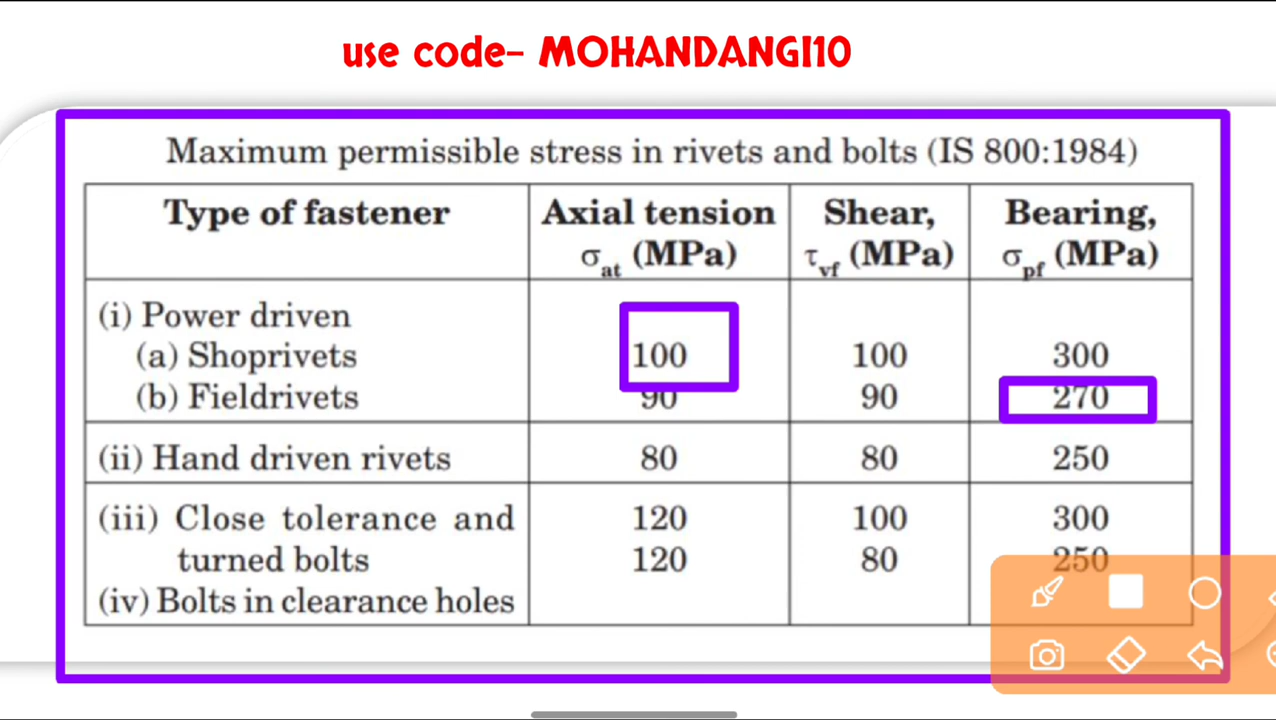 use code- MOHANDANGI10
Maximum permissible stress in rivets and bolts (IS 800:1984)
Type of fastener Axial tension Shear, Bearing,
σat (MPa) τvf (MPa) σpf (MPa)
(i) Power driven
(a) Shoprivets 100 100 300
(b) Fieldrivets 90 90 270
(ii) Hand driven rivets 80 80 250
(iii) Close tolerance and 120 100 300
turned bolts 120 80 250
(iv) Bolts in clearance holes